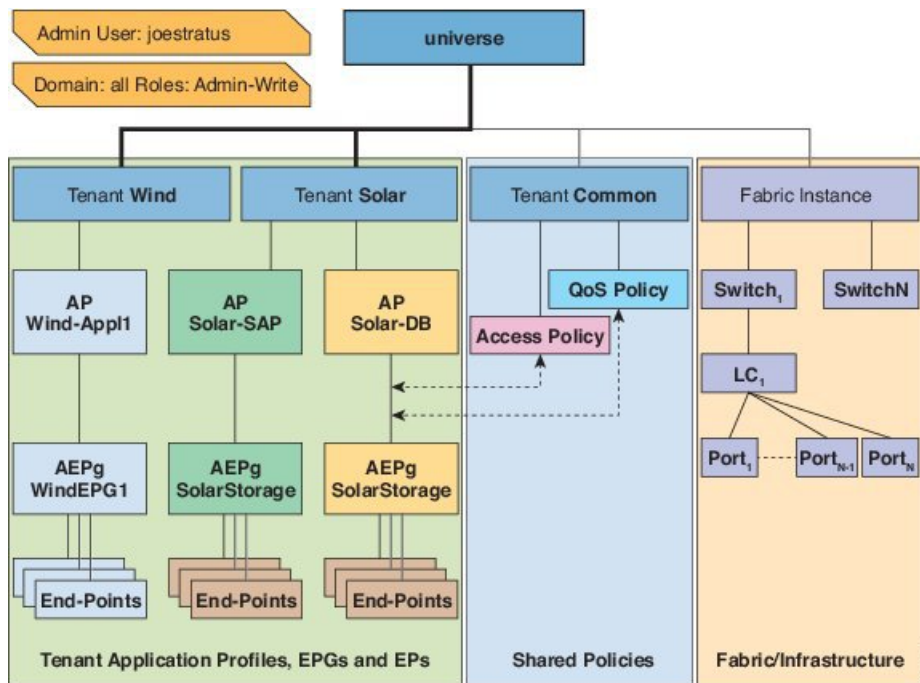 Admin User: joestratus
universe
Domain: all Roles: Admin-Write
Tenant Wind
Tenant Solar
Tenant Common
Fabric Instance
AP
Wind-Appl1
AP
Solar-SAP
AP
Solar-DB
QoS Policy
Access Policy
Switch1
SwitchN
LC1
AEPg
WindEPG1
AEPg
SolarStorage
AEPg
SolarStorage
Port1
PortN-1
PortN
End-Points
End-Points
End-Points
Tenant Application Profiles, EPGs and EPs
Shared Policies
Fabric/Infrastructure